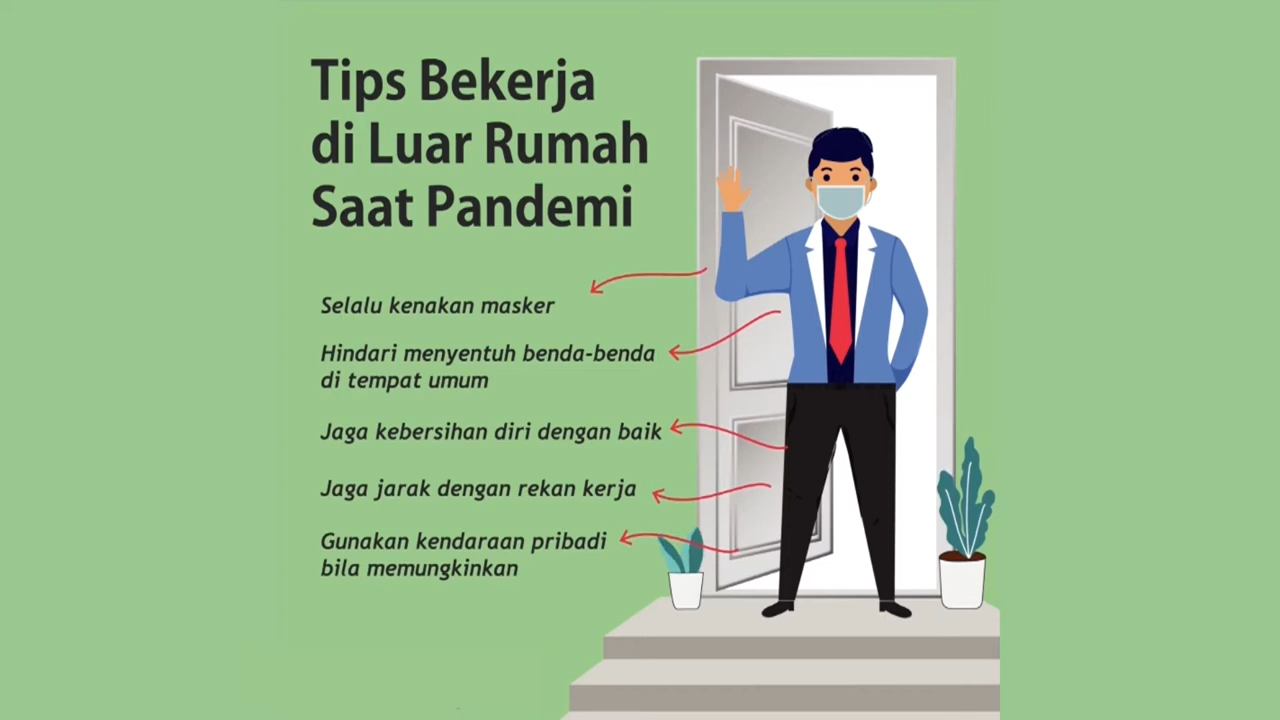 Tips Bekerja
di Luar Rumah
Saat Pandemi
Selalu kenakan masker
Hindari menyentuh benda-benda
di tempat umum
Jaga kebersihan diri dengan baik
Jaga jarak dengan rekan kerja
Gunakan kendaraan pribadi
bila memungkinkan